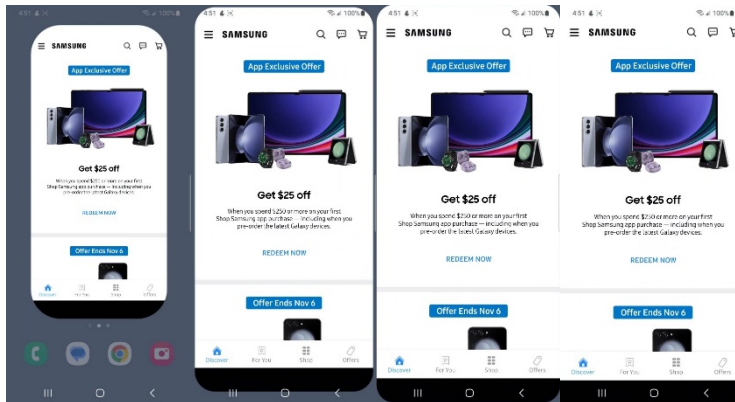 4:51
100%
SAMSUNG
App Exclusive Offer
Get $25 off
When you spend $250 or more on your first
Shop Samsung app purchase — including when you
pre-order the latest Galaxy devices.
REDEEM NOW
Offer Ends Nov 6
Discover For You Shop Offers
4:51
100%
SAMSUNG
App Exclusive Offer
Get $25 off
When you spend $250 or more on your first
Shop Samsung app purchase — including when you
pre-order the latest Galaxy devices.
REDEEM NOW
Offer Ends Nov 6
Discover For You Shop Offers
4:51
100%
SAMSUNG
App Exclusive Offer
Get $25 off
When you spend $250 or more on your first
Shop Samsung app purchase — including when you
pre-order the latest Galaxy devices.
REDEEM NOW
Offer Ends Nov 6
Discover For You Shop Offers
4:51
100%
SAMSUNG
App Exclusive Offer
Get $25 off
When you spend $250 or more on your first
Shop Samsung app purchase — including when you
pre-order the latest Galaxy devices.
REDEEM NOW
Offer Ends Nov 6
Discover For You Shop Offers